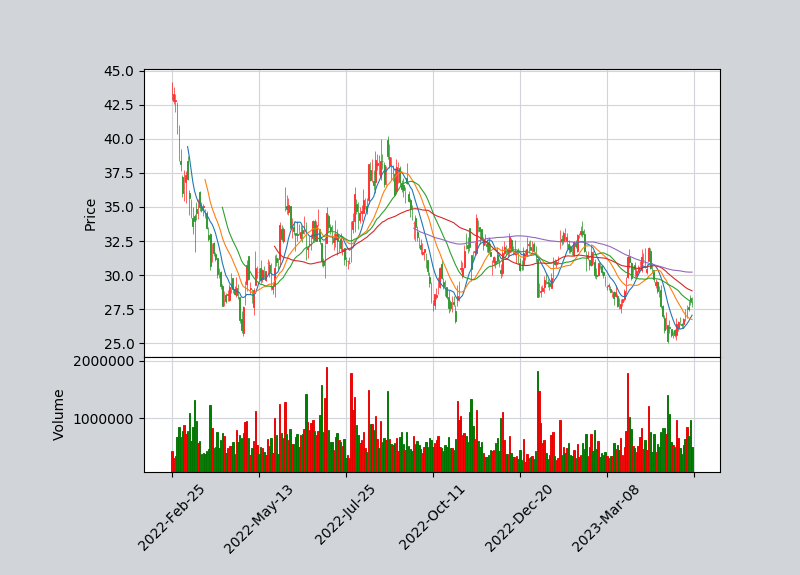 45.0
42.5
40.0
37.5
35.0
32.5
30.0
27.5
25.0
Price
2000000
1000000
Volume
2022-Feb-25
2022-May-13
2022-Jul-25
2022-Oct-11
2022-Dec-20
2023-Mar-08